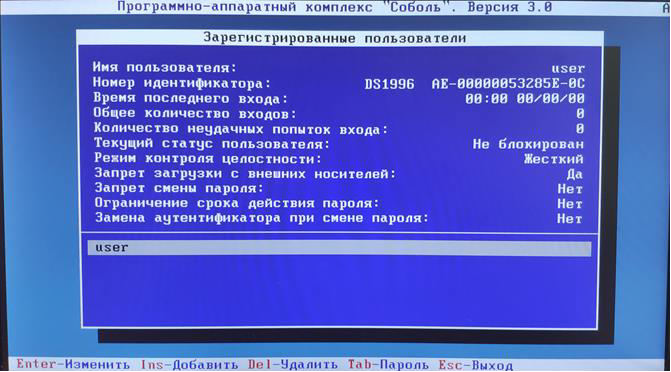 Программно-аппаратный комплекс "Соболь". Версия 3.0 А
Зарегистрированные пользователи
Имя пользователя: user
Номер идентификатора: DS1996 AE-00000053285E-0C
Время последнего входа: 00:00 00/00/00
Общее количество входов: 0
Количество неудачных попыток входа: 0
Текущий статус пользователя: Не блокирован
Режим контроля целостности: Жесткий
Запрет загрузки с внешних носителей: Да
Запрет смены пароля: Нет
Ограничение срока действия пароля: Нет
Замена аутентификатора при смене пароля: Нет
user
Enter-Изменить Ins-Добавить Del-Удалить Tab-Пароль Esc-Выход